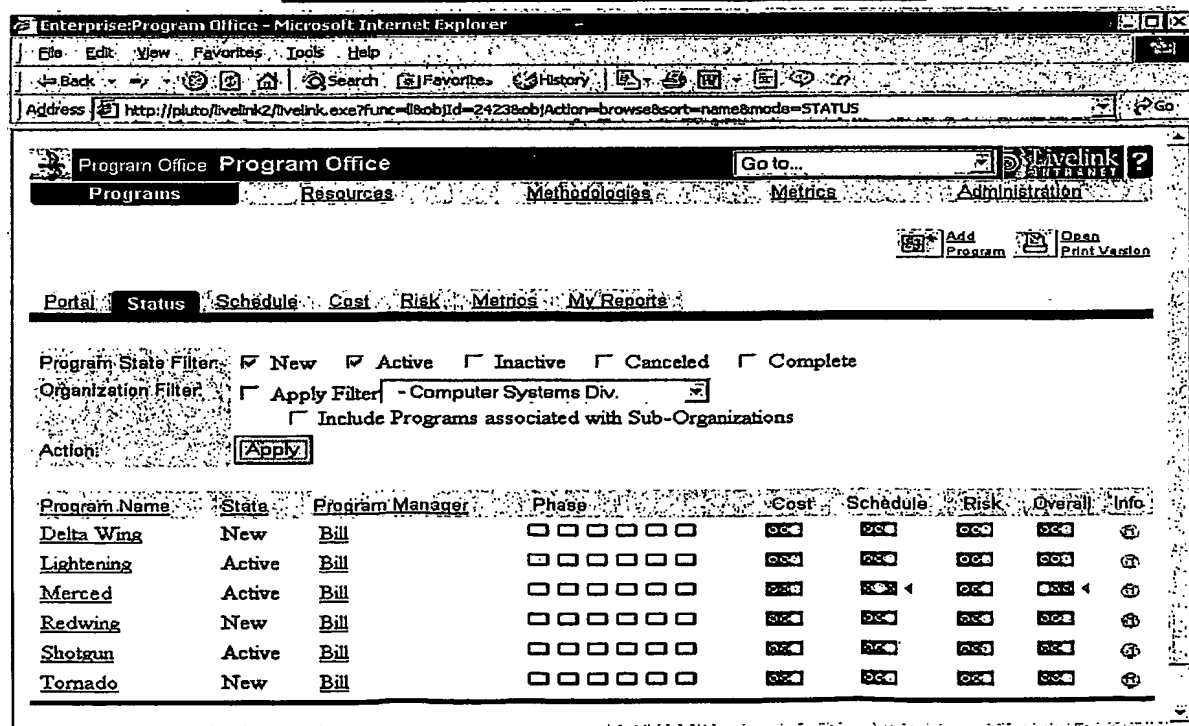 Enterprise:Program Office - Microsoft Internet Explorer
File Edit View Favorites Tools Help
Back Search Favorites History
Address http://pluto/livelink2/livelink.exe?func=ll&objId=24238&objAction=browse&sort=name&mode=STATUS Go
Program Office Program Office Go to... Livelink INTRANET ?
Programs Resources Methodologies Metrics Administration
Add Program Open Print Version
Portal Status Schedule Cost Risk Metrics My Reports
Program State Filter: New Active Inactive Canceled Complete
Organization Filter: Apply Filter - Computer Systems Div.
Include Programs associated with Sub-Organizations
Action: Apply
Program Name State Program Manager Phase Cost Schedule Risk Overall Info
Delta Wing New Bill
Lightening Active Bill
Merced Active Bill
Redwing New Bill
Shotgun Active Bill
Tornado New Bill